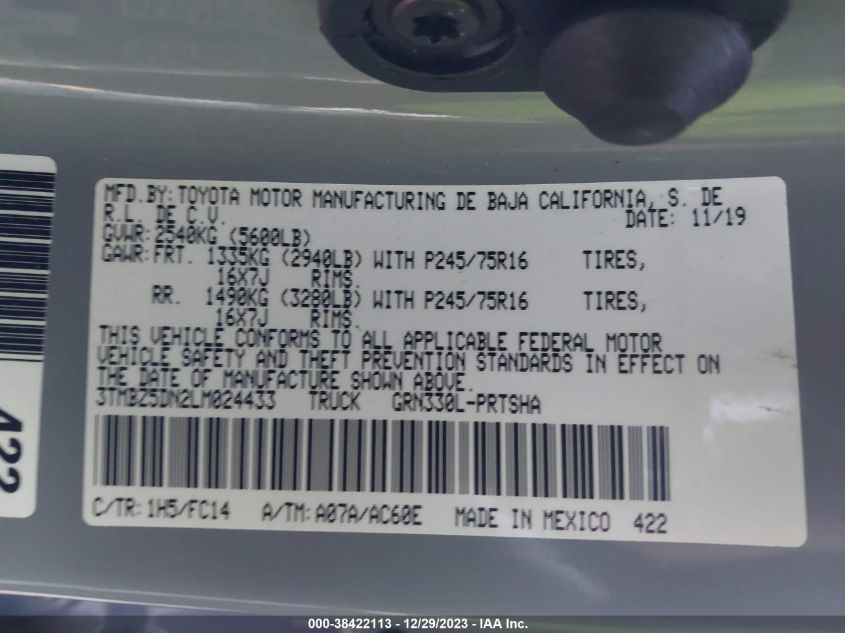 MFD.BY:TOYOTA MOTOR MANUFACTURING DE BAJA CALIFORNIA, S. DE
R.L. DE C.V. DATE: 11/19
GVWR:2540KG (5600LB)
GAWR:FRT. 1335KG (2940LB) WITH P245/75R16 TIRES,
16X7J RIMS.
RR. 1490KG (3280LB) WITH P245/75R16 TIRES,
16X7J RIMS.
THIS VEHICLE CONFORMS TO ALL APPLICABLE FEDERAL MOTOR
VEHICLE SAFETY AND THEFT PREVENTION STANDARDS IN EFFECT ON
THE DATE OF MANUFACTURE SHOWN ABOVE.
3TMBZ5DN2LM024433 TRUCK GRN330L-PRTSHA
C/TR:1H5/FC14 A/TM:A07A/AC60E MADE IN MEXICO 422
422
000-38422113 - 12/29/2023 - IAA Inc.